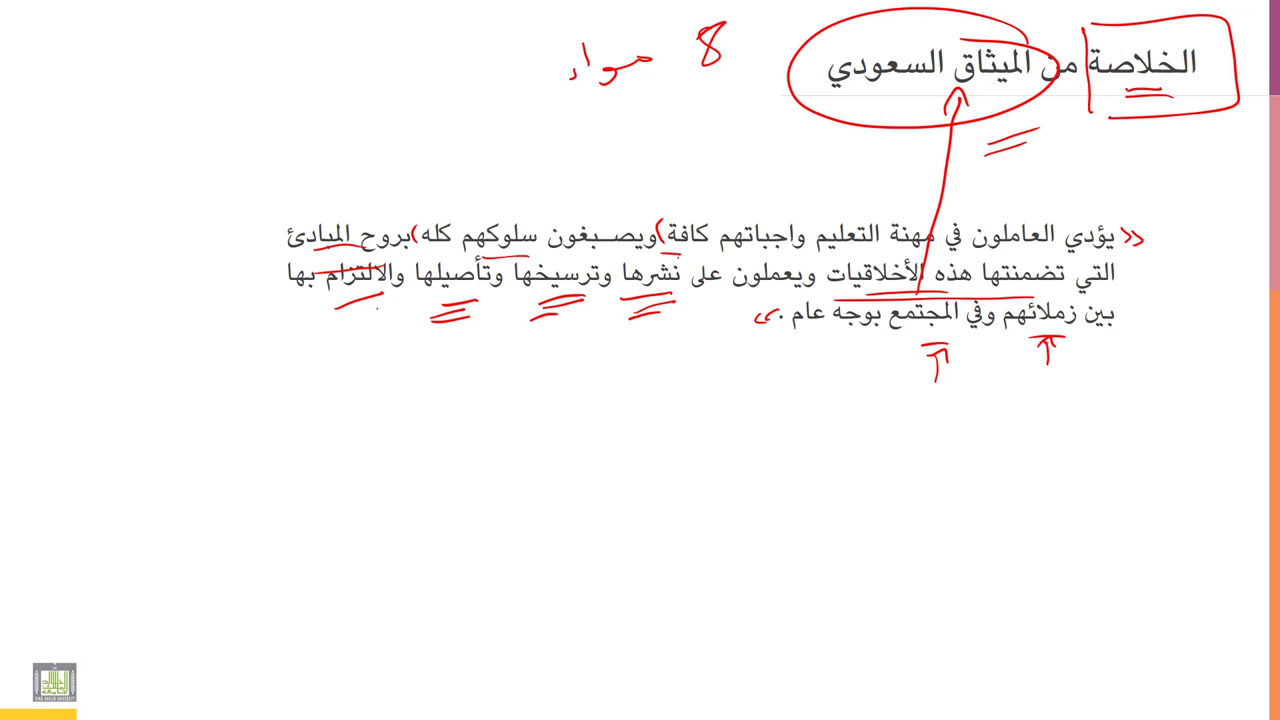 الخلاصة من الميثاق السعودي
8 مواد
يؤدي العاملون في مهنة التعليم واجباتهم كافة ويصبغون سلوكهم كله بروح المبادئ
التي تضمنتها هذه الأخلاقيات ويعملون على نشرها وترسيخها وتأصيلها والالتزام بها
بين زملائهم وفي المجتمع بوجه عام .